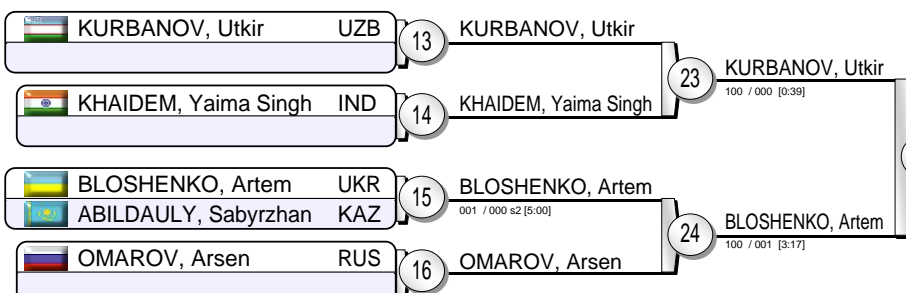 KURBANOV, Utkir UZB
13
KURBANOV, Utkir
KHAIDEM, Yaima Singh IND
14
KHAIDEM, Yaima Singh
23
KURBANOV, Utkir
100 / 000 [0:39]
BLOSHENKO, Artem UKR
ABILDAULY, Sabyrzhan KAZ
15
BLOSHENKO, Artem
001 / 000 s2 [5:00]
OMAROV, Arsen RUS
16
OMAROV, Arsen
24
BLOSHENKO, Artem
100 / 001 [3:17]